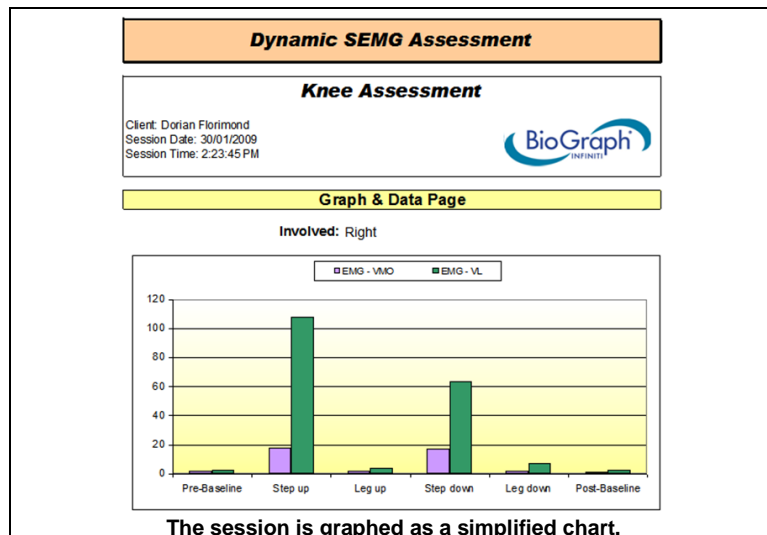 Dynamic SEMG Assessment
Knee Assessment
Client: Dorian Florimond
Session Date: 30/01/2009
Session Time: 2:23:45 PM
BioGraph
INFINITI
Graph & Data Page
Involved: Right
EMG - VMO EMG - VL
120
100
80
60
40
20
0
Pre-Baseline Step up Leg up Step down Leg down Post-Baseline
The session is graphed as a simplified chart.